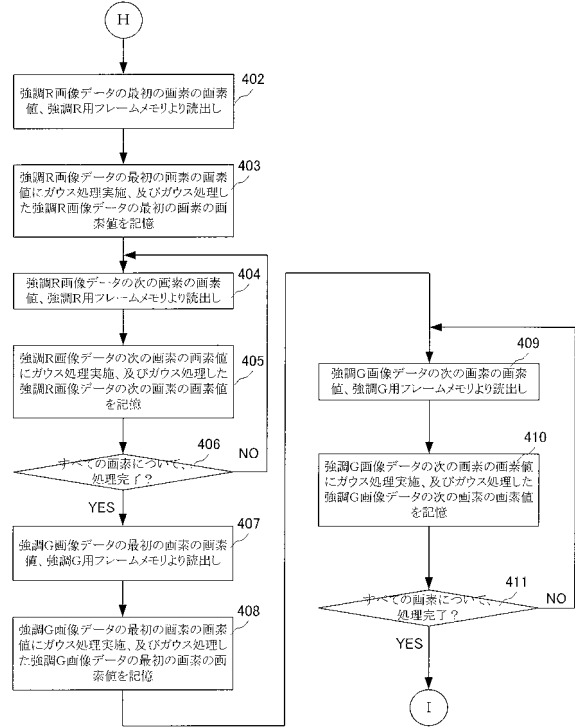 H
402
強調R画像データの最初の画素の画素
値、強調R用フレームメモリより読出し
403
強調R画像データの最初の画素の画素
値にガウス処理実施、及びガウス処理し
た強調R画像データの最初の画素の画
素値を記憶
404
強調R画像データの次の画素の画素
値、強調R用フレームメモリより読出し
405
強調R画像データの次の画素の画素値
にガウス処理実施、及びガウス処理した
強調R画像データの次の画素の画素値
を記憶
406
すべての画素について、
処理完了?
NO
YES
407
強調G画像データの最初の画素の画素
値、強調G用フレームメモリより読出し
408
強調G画像データの最初の画素の画素
値にガウス処理実施、及びガウス処理し
た強調G画像データの最初の画素の画
素値を記憶
409
強調G画像データの次の画素の画素
値、強調G用フレームメモリより読出し
410
強調G画像データの次の画素の画素値
にガウス処理実施、及びガウス処理した
強調G画像データの次の画素の画素値
を記憶
411
すべての画素について、
処理完了?
NO
YES
I